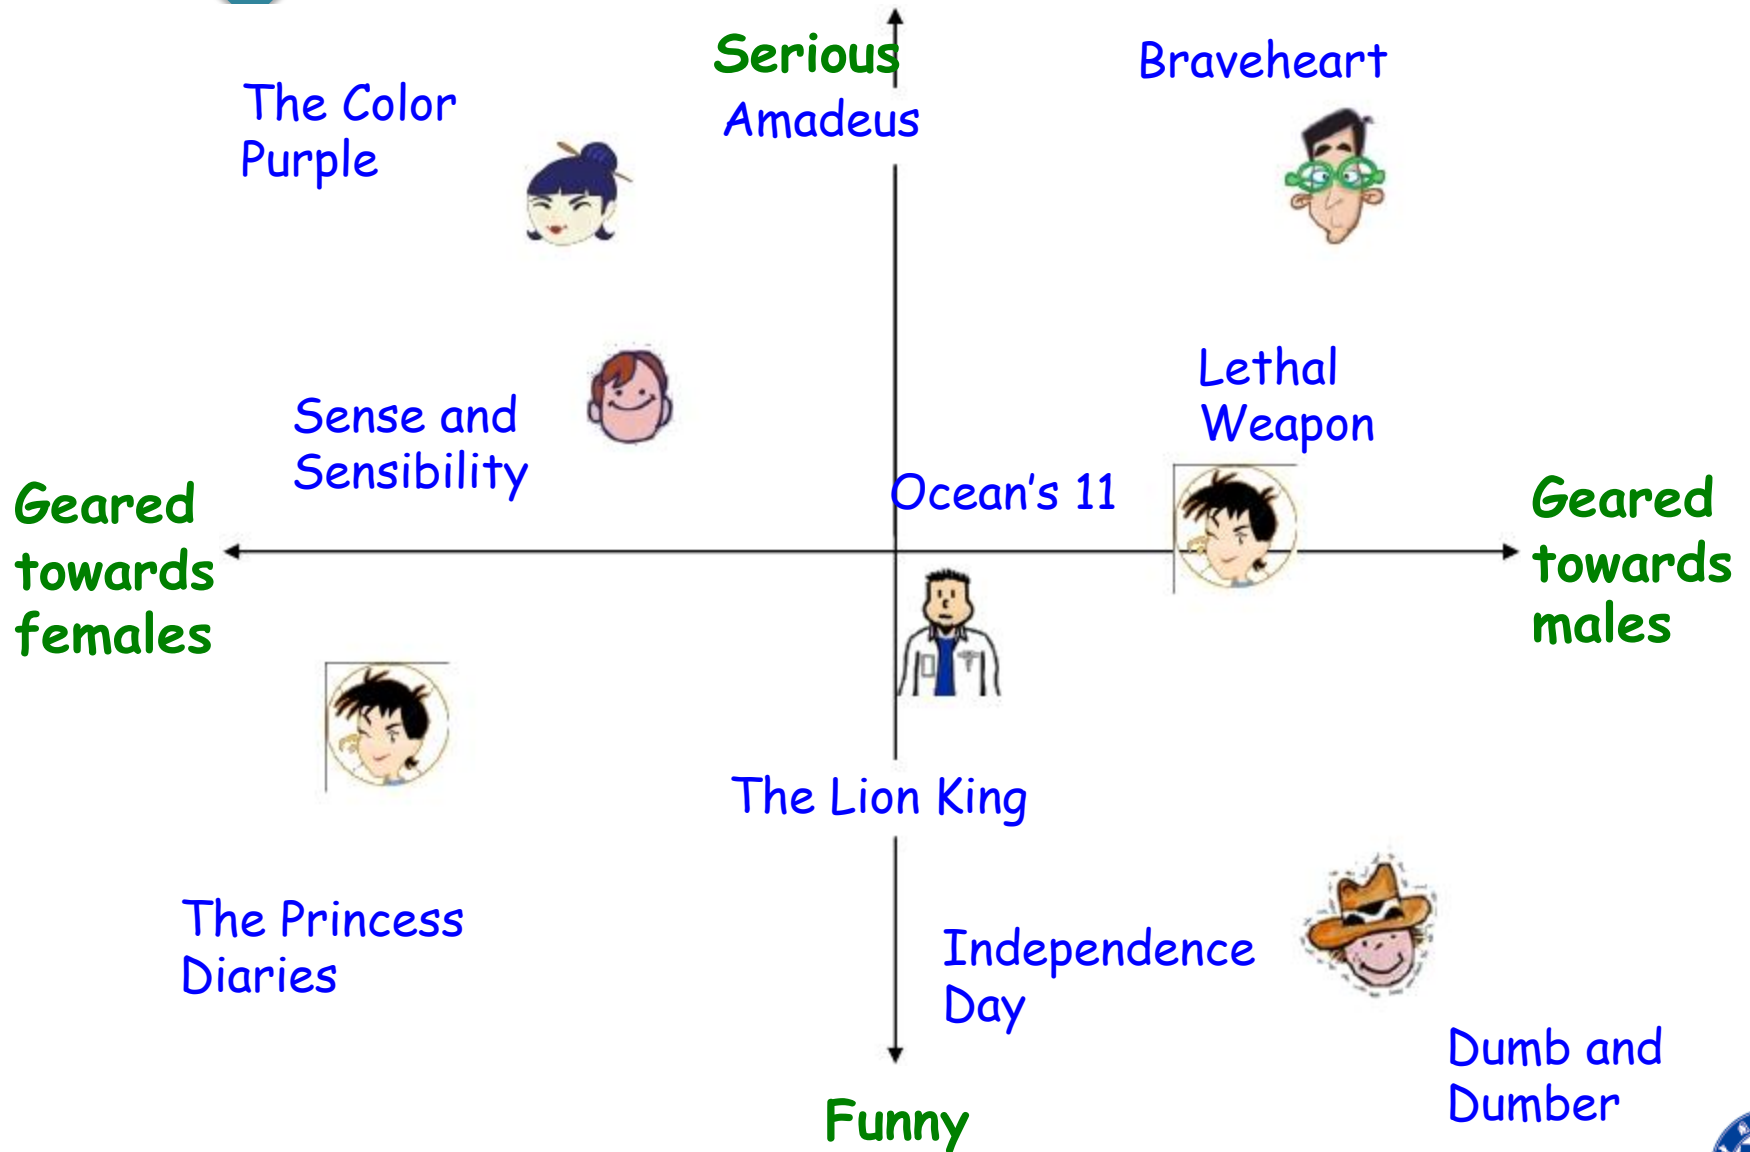 Serious
Braveheart
The Color
Purple
Amadeus
Lethal
Weapon
Sense and
Sensibility
Ocean's 11
Geared
towards
females
Geared
towards
males
The Lion King
The Princess
Diaries
Independence
Day
Dumb and
Dumber
Funny